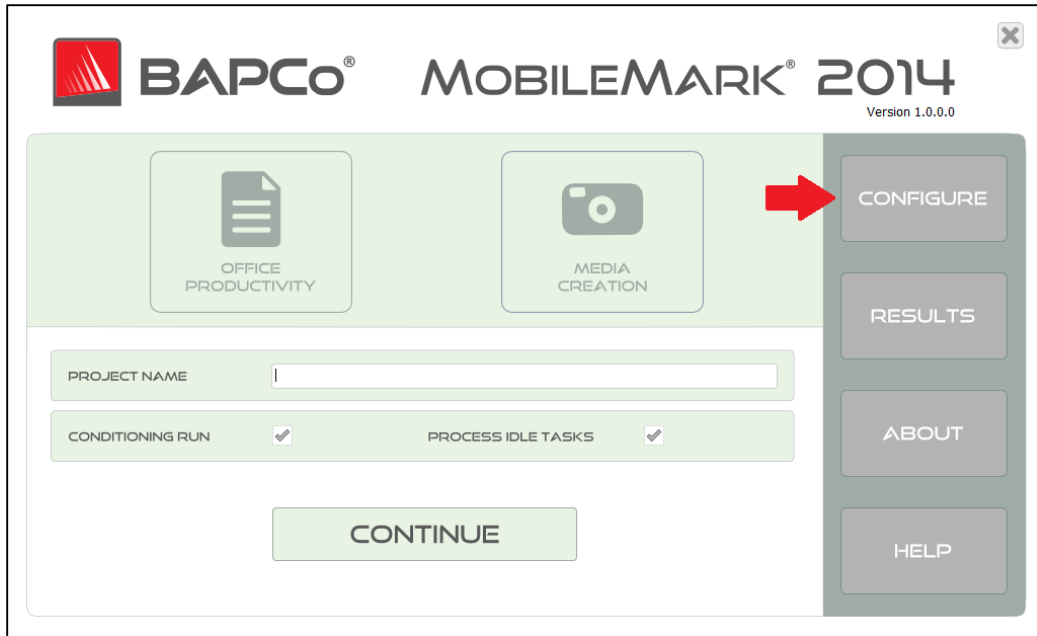 BAPCo® MOBILEMARK® 2014
Version 1.0.0.0
OFFICE
PRODUCTIVITY
MEDIA
CREATION
CONFIGURE
RESULTS
PROJECT NAME
CONDITIONING RUN PROCESS IDLE TASKS
ABOUT
CONTINUE
HELP